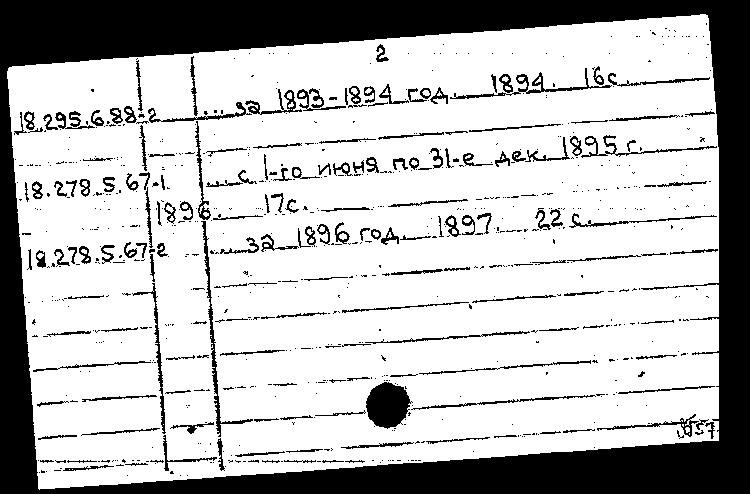 2
18.295.6.88-2 ... за 1893-1894 год. 1894. 16с.
18.278.5.67-1 ... с 1-го июня по 31-е дек. 1895 г.
1896. 17с.
18.278.5.67-2 ... за 1896 год. 1897. 22 с.